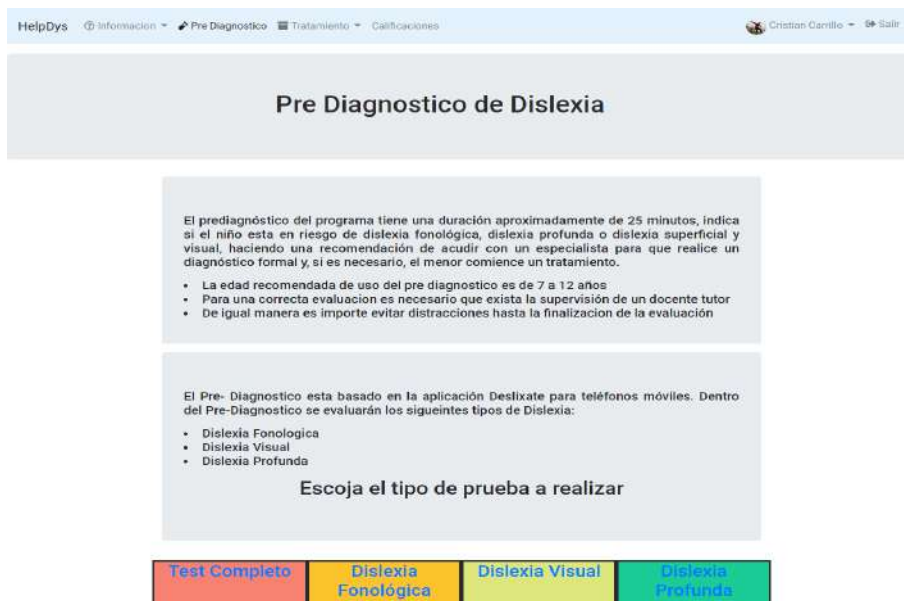 HelpDys Informacion Pre Diagnostico Tratamiento Calificaciones Cristian Carrillo Salir
Pre Diagnostico de Dislexia
El prediagnóstico del programa tiene una duración aproximadamente de 25 minutos, indica
si el niño esta en riesgo de dislexia fonológica, dislexia profunda o dislexia superficial y
visual, haciendo una recomendación de acudir con un especialista para que realice un
diagnóstico formal y, si es necesario, el menor comience un tratamiento.
• La edad recomendada de uso del pre diagnostico es de 7 a 12 años
• Para una correcta evaluacion es necesario que exista la supervisión de un docente tutor
• De igual manera es importe evitar distracciones hasta la finalizacion de la evaluación
El Pre- Diagnostico esta basado en la aplicación Deslixate para teléfonos móviles. Dentro
del Pre-Diagnostico se evaluarán los sigueintes tipos de Dislexia:
• Dislexia Fonologica
• Dislexia Visual
• Dislexia Profunda
Escoja el tipo de prueba a realizar
Test Completo Dislexia Dislexia Visual Dislexia
Fonológica Profunda